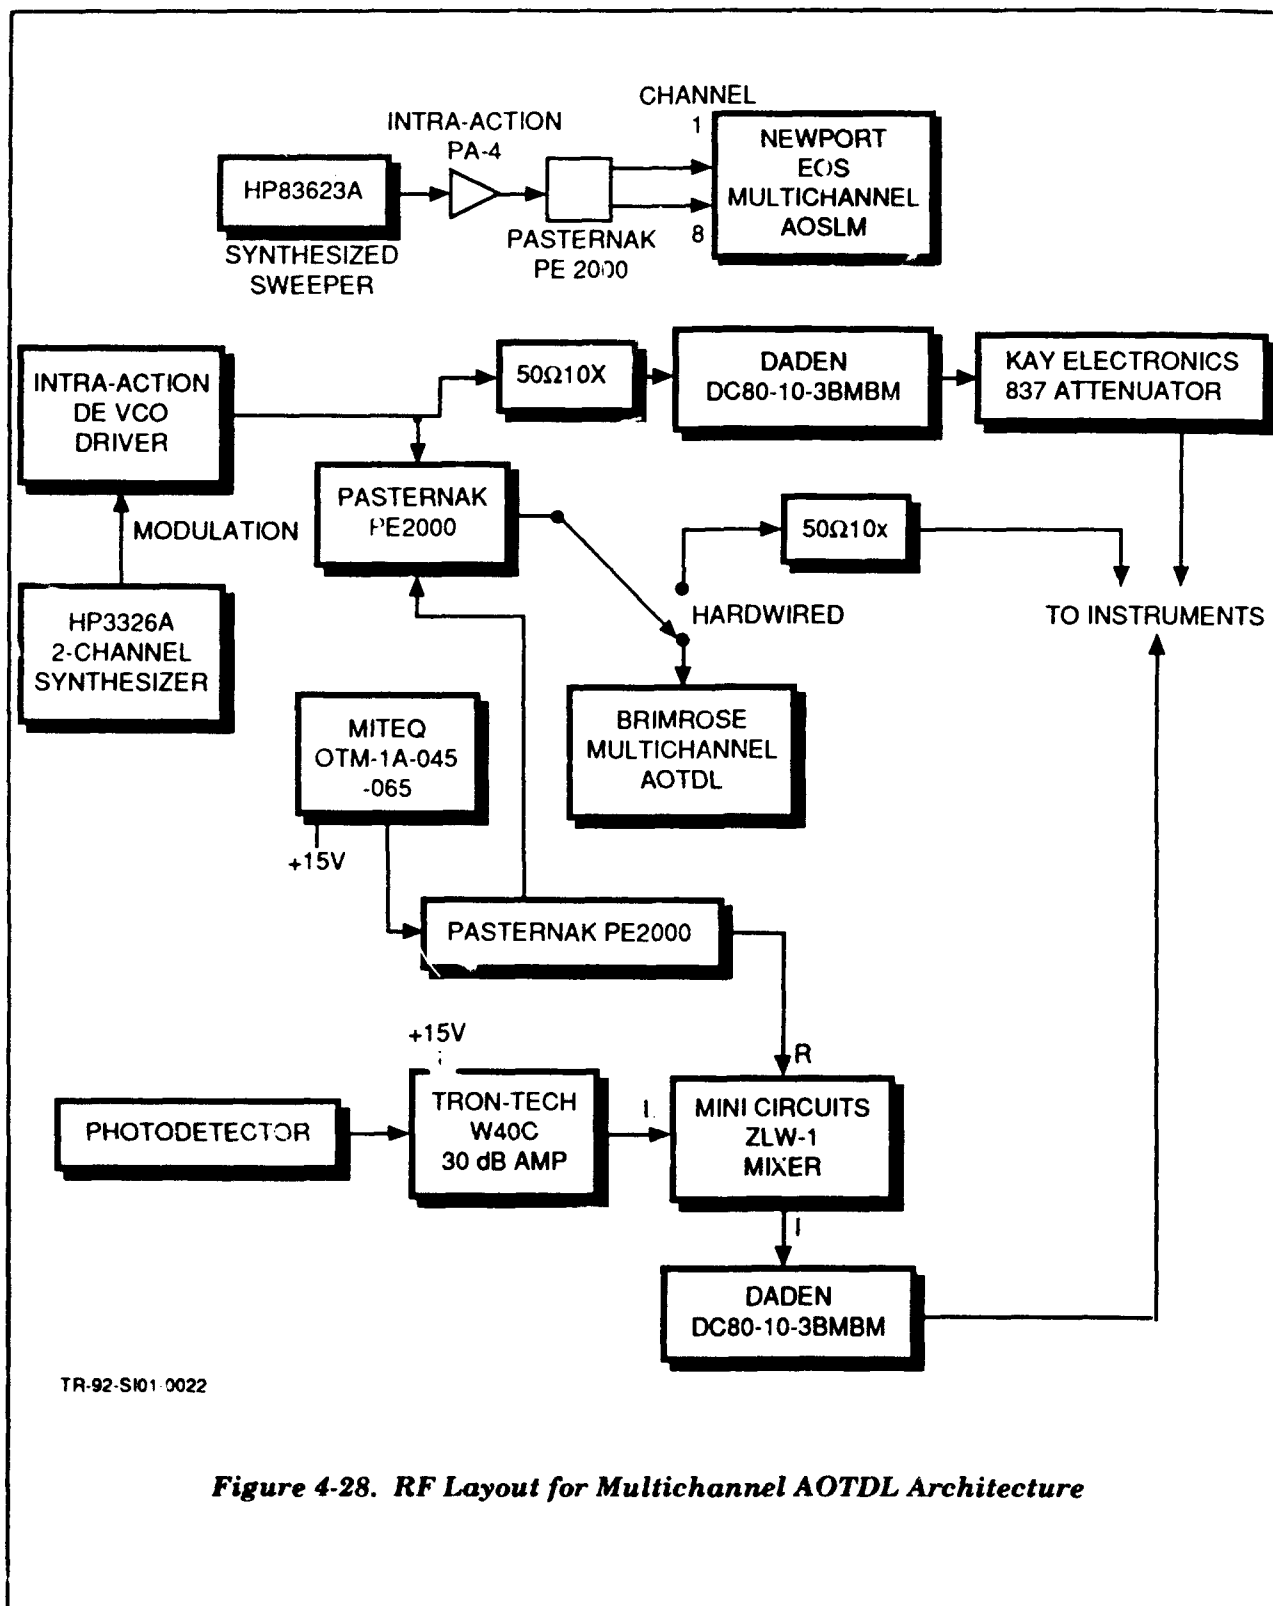 CHANNEL
1
INTRA-ACTION
PA-4
HP83623A
SYNTHESIZED
SWEEPER
PASTERNAK
PE 2000
8
NEWPORT
EOS
MULTICHANNEL
AOSLM
INTRA-ACTION
DE VCO
DRIVER
50Ω10X
DADEN
DC80-10-3BMBM
KAY ELECTRONICS
837 ATTENUATOR
MODULATION
PASTERNAK
PE2000
50Ω10x
HP3326A
2-CHANNEL
SYNTHESIZER
HARDWIRED
TO INSTRUMENTS
MITEQ
OTM-1A-045
-065
+15V
BRIMROSE
MULTICHANNEL
AOTDL
PASTERNAK PE2000
+15V
R
PHOTODETECTOR
TRON-TECH
W40C
30 dB AMP
L
MINI CIRCUITS
ZLW-1
MIXER
I
DADEN
DC80-10-3BMBM
TR-92-SI01-0022
Figure 4-28. RF Layout for Multichannel AOTDL Architecture